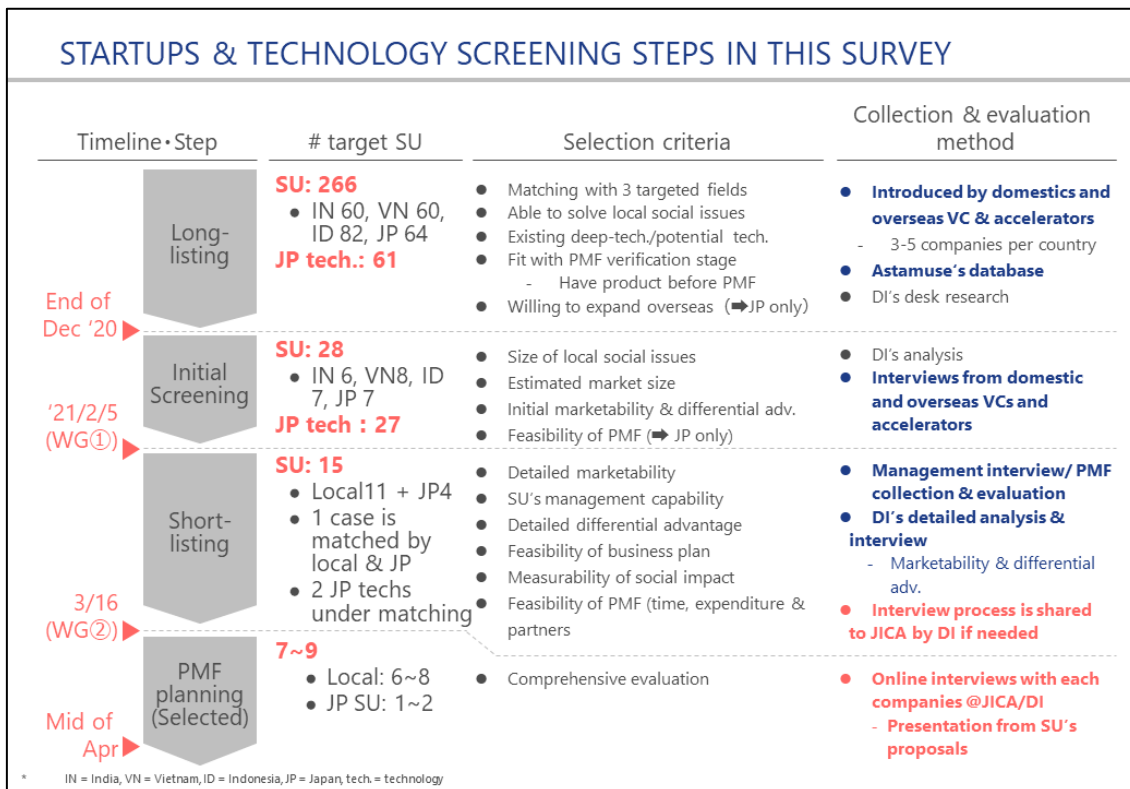 STARTUPS & TECHNOLOGY SCREENING STEPS IN THIS SURVEY
Timeline・Step
# target SU
Selection criteria
Collection & evaluation
method
Long-
listing
End of
Dec '20
SU: 266
● IN 60, VN 60,
ID 82, JP 64
JP tech.: 61
● Matching with 3 targeted fields
● Able to solve local social issues
● Existing deep-tech./potential tech.
● Fit with PMF verification stage
- Have product before PMF
● Willing to expand overseas (➡JP only)
● Introduced by domestics and
overseas VC & accelerators
- 3-5 companies per country
● Astamuse's database
● DI's desk research
Initial
Screening
'21/2/5
(WG①)
SU: 28
● IN 6, VN8, ID
7, JP 7
JP tech : 27
● Size of local social issues
● Estimated market size
● Initial marketability & differential adv.
● Feasibility of PMF (➡ JP only)
● DI's analysis
● Interviews from domestic
and overseas VCs and
accelerators
Short-
listing
3/16
(WG②)
SU: 15
● Local11 + JP4
● 1 case is
matched by
local & JP
● 2 JP techs
under matching
● Detailed marketability
● SU's management capability
● Detailed differential advantage
● Feasibility of business plan
● Measurability of social impact
● Feasibility of PMF (time, expenditure &
partners
● Management interview/ PMF
collection & evaluation
● DI's detailed analysis &
interview
- Marketability & differential
adv.
● Interview process is shared
to JICA by DI if needed
PMF
planning
(Selected)
Mid of
Apr
7~9
● Local: 6~8
● JP SU: 1~2
● Comprehensive evaluation
● Online interviews with each
companies @JICA/DI
- Presentation from SU's
proposals
* IN = India, VN = Vietnam, ID = Indonesia, JP = Japan, tech. = technology